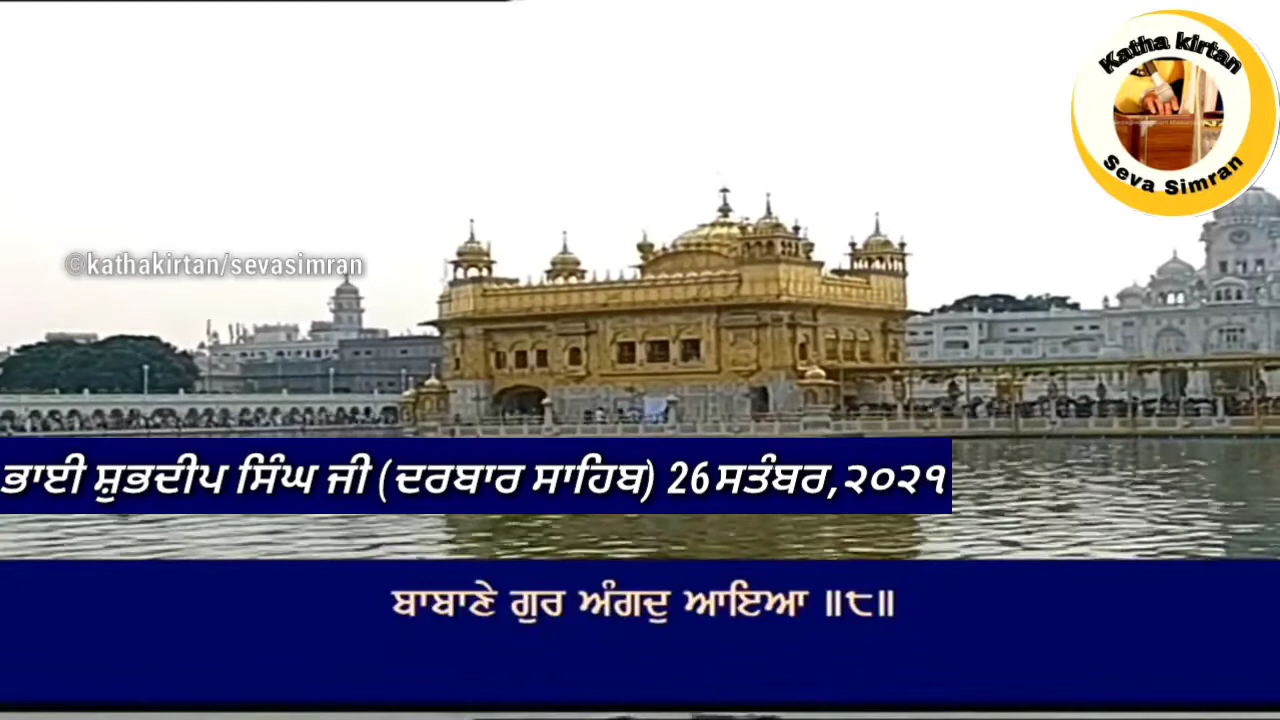 Katha kirtan
Seva Simran
©kathakirtan/sevasimran
ਭਾਈ ਸ਼ੁਭਦੀਪ ਸਿੰਘ ਜੀ (ਦਰਬਾਰ ਸਾਹਿਬ) 26 ਸਤੰਬਰ,੨੦੨੧
ਬਾਬਾਣੇ ਗੁਰ ਅੰਗਦੁ ਆਇਆ ॥੮॥